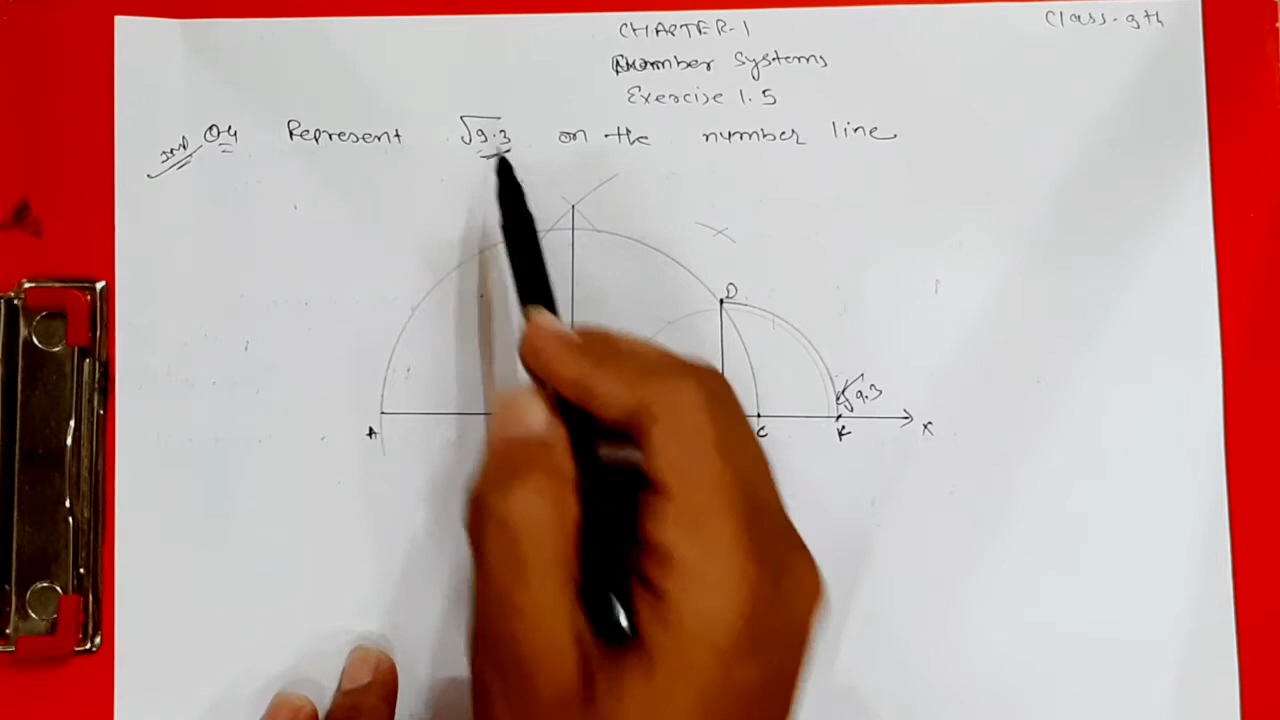 Class-9th
CHAPTER-1
Number Systems
Exercise 1.5
Imp Q4 Represent √9.3 on the number line
D
√9.3
A C K X